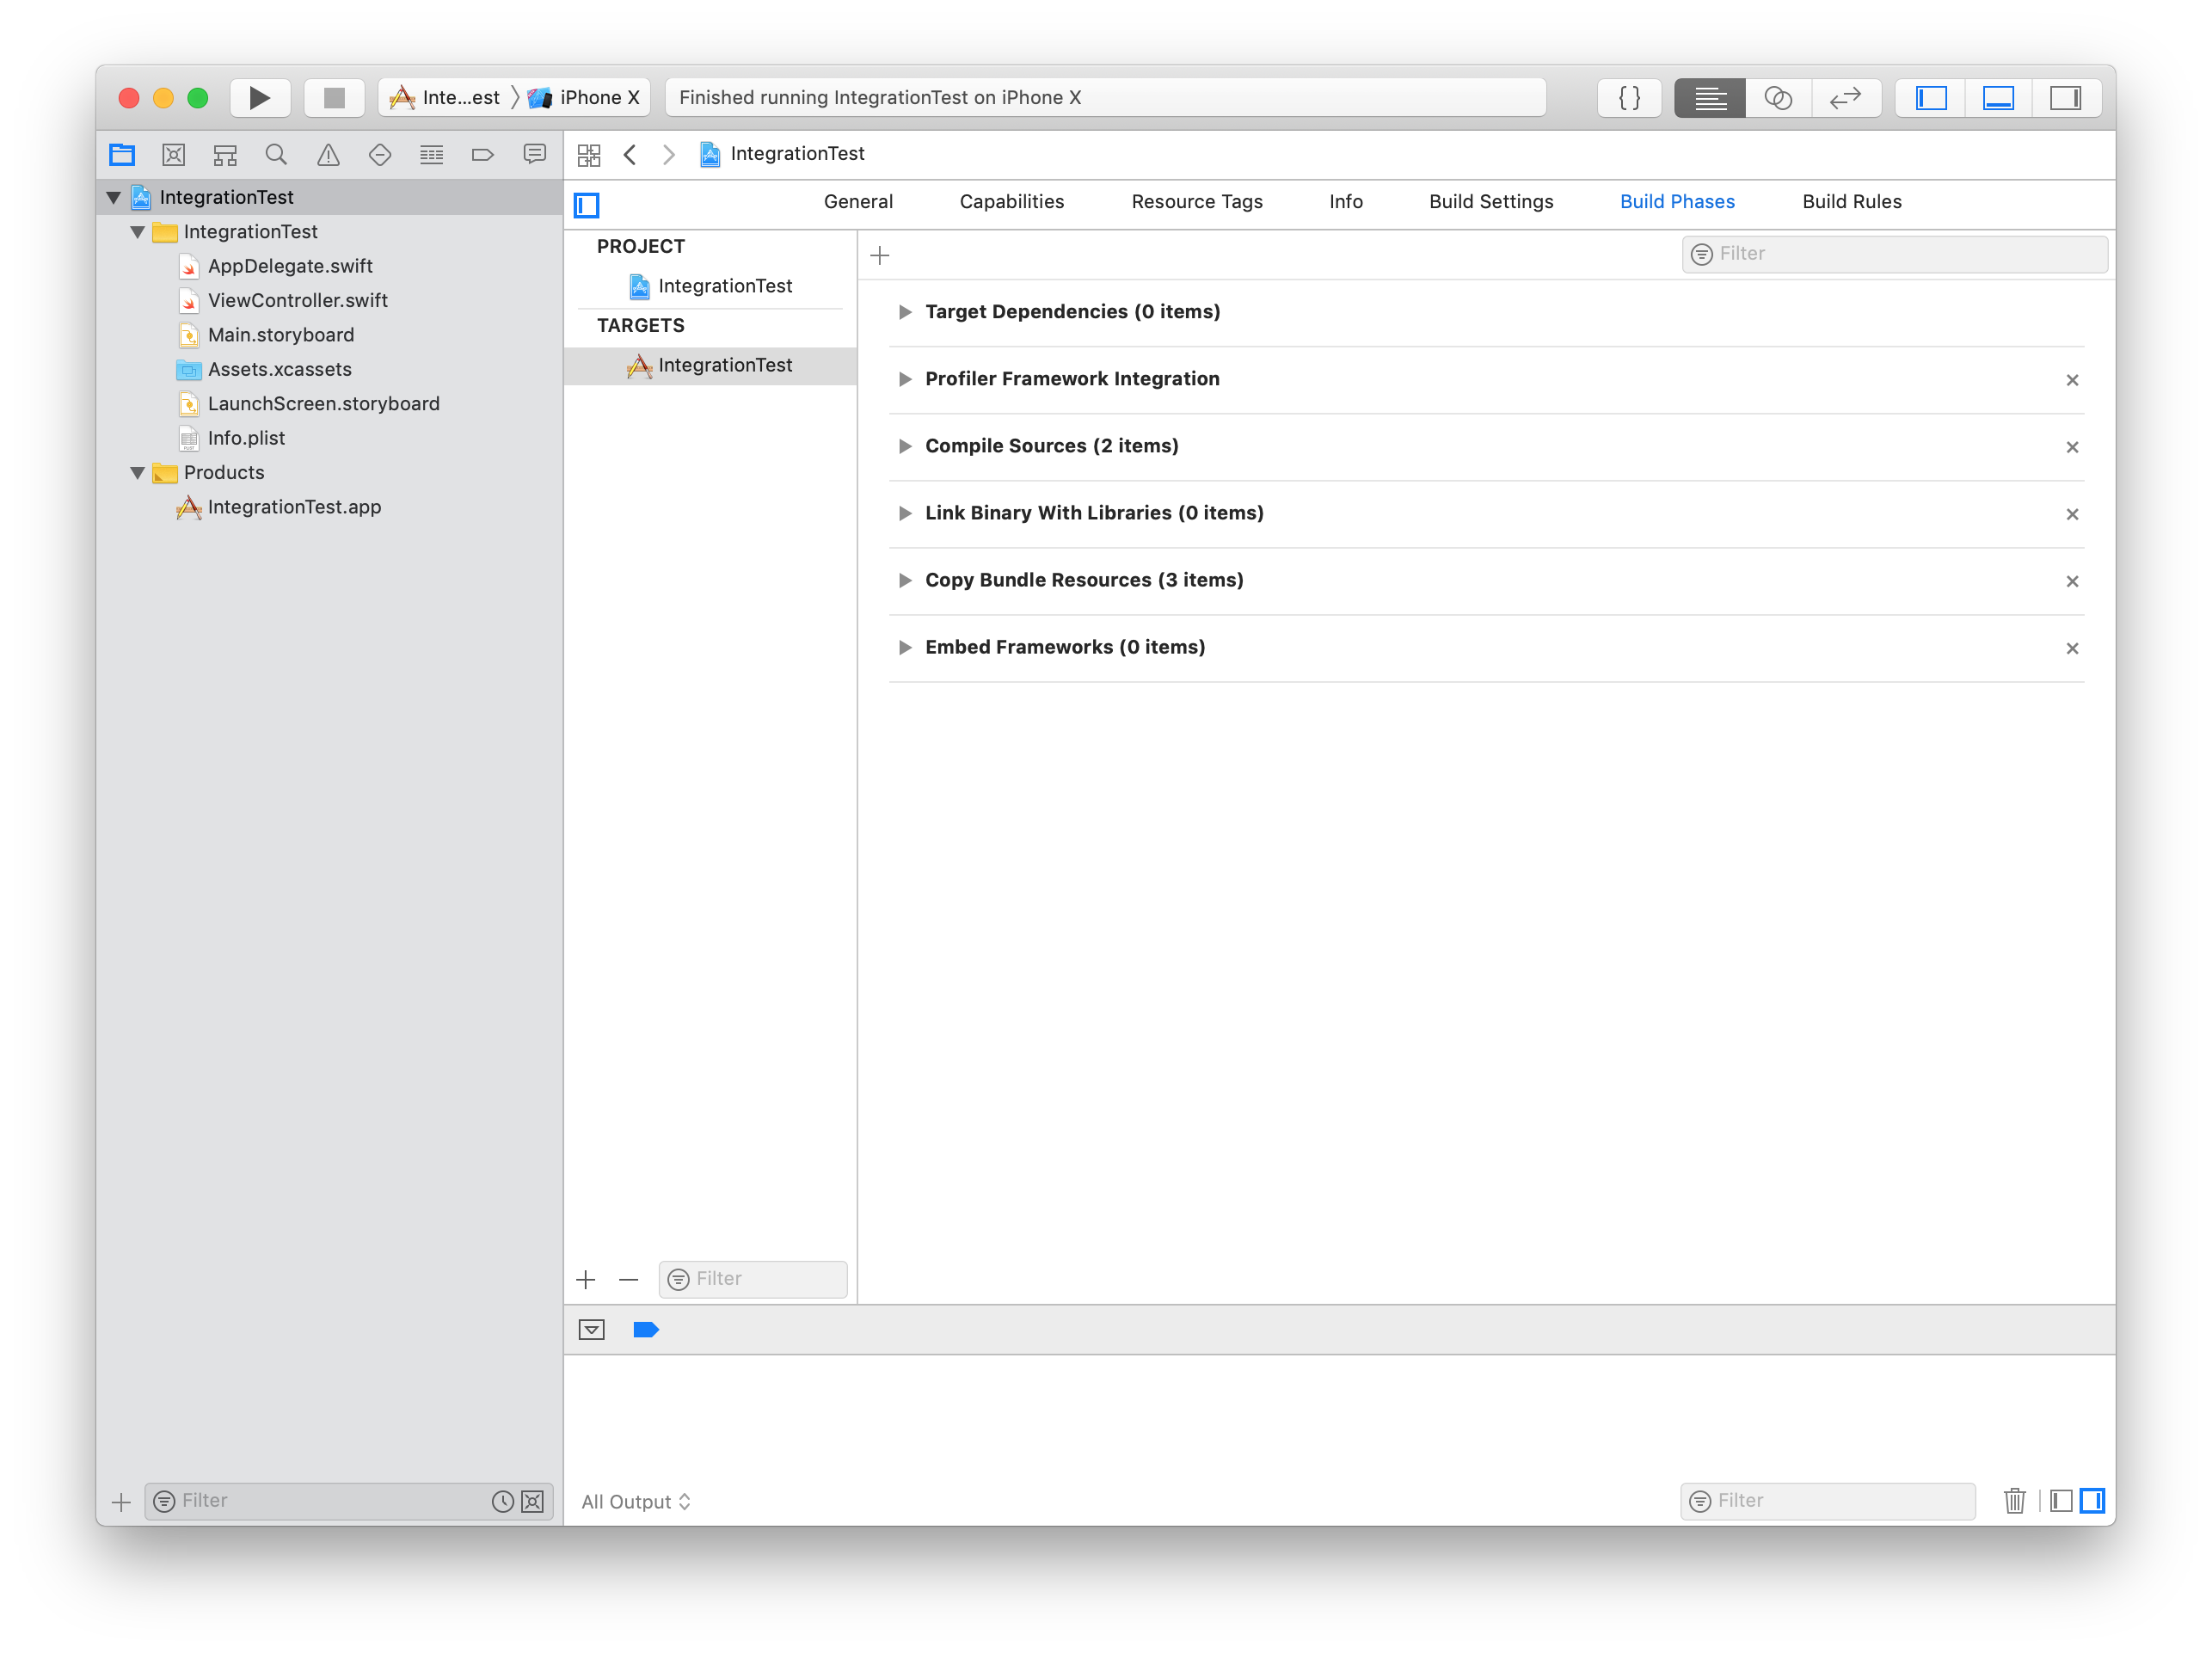 Inte...est 〉 iPhone X
Finished running IntegrationTest on iPhone X
{ }
IntegrationTest
IntegrationTest
AppDelegate.swift
ViewController.swift
Main.storyboard
Assets.xcassets
LaunchScreen.storyboard
Info.plist
Products
IntegrationTest.app
Filter
IntegrationTest
General Capabilities Resource Tags Info Build Settings Build Phases Build Rules
PROJECT
IntegrationTest
TARGETS
IntegrationTest
Filter
Filter
Target Dependencies (0 items)
Profiler Framework Integration
Compile Sources (2 items)
Link Binary With Libraries (0 items)
Copy Bundle Resources (3 items)
Embed Frameworks (0 items)
All Output
Filter